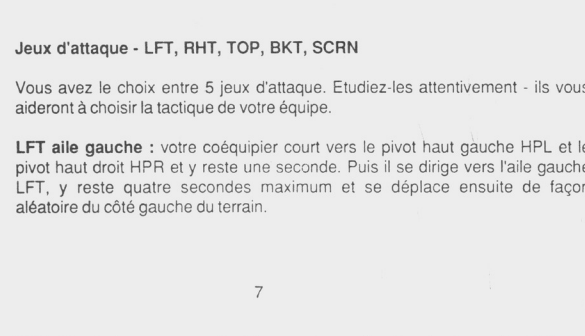 Jeux d'attaque - LFT, RHT, TOP, BKT, SCRN
Vous avez le choix entre 5 jeux d'attaque. Etudiez-les attentivement - ils vous
aideront à choisir la tactique de votre équipe.
LFT aile gauche : votre coéquipier court vers le pivot haut gauche HPL et le
pivot haut droit HPR et y reste une seconde. Puis il se dirige vers l'aile gauche
LFT, y reste quatre secondes maximum et se déplace ensuite de façon
aléatoire du côté gauche du terrain.
7